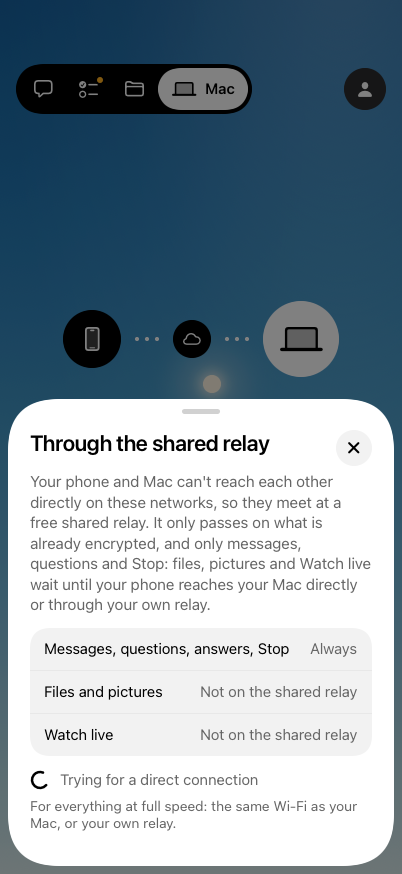 Mac
Through the shared relay
Your phone and Mac can't reach each other
directly on these networks, so they meet at a
free shared relay. It only passes on what is
already encrypted, and only messages,
questions and Stop: files, pictures and Watch live
wait until your phone reaches your Mac directly
or through your own relay.
Messages, questions, answers, Stop Always
Files and pictures Not on the shared relay
Watch live Not on the shared relay
Trying for a direct connection
For everything at full speed: the same Wi-Fi as your
Mac, or your own relay.